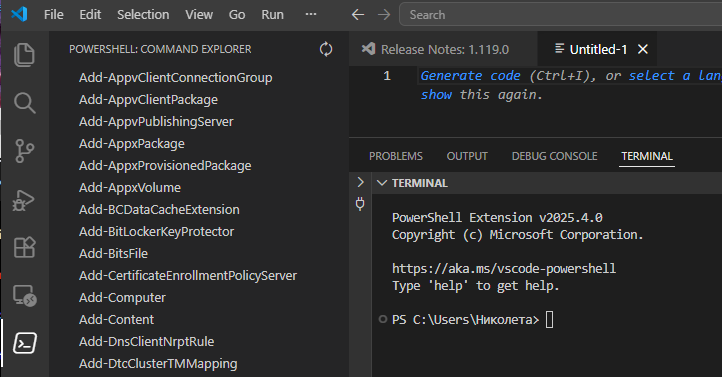 File Edit Selection View Go Run ···
Search
POWERSHELL: COMMAND EXPLORER
Add-AppvClientConnectionGroup
Add-AppvClientPackage
Add-AppvPublishingServer
Add-AppxPackage
Add-AppxProvisionedPackage
Add-AppxVolume
Add-BCDataCacheExtension
Add-BitLockerKeyProtector
Add-BitsFile
Add-CertificateEnrollmentPolicyServer
Add-Computer
Add-Content
Add-DnsClientNrptRule
Add-DtcClusterTMMapping
Release Notes: 1.119.0
Untitled-1
1 Generate code (Ctrl+I), or select a lan
show this again.
PROBLEMS OUTPUT DEBUG CONSOLE TERMINAL
TERMINAL
PowerShell Extension v2025.4.0
Copyright (c) Microsoft Corporation.
https://aka.ms/vscode-powershell
Type 'help' to get help.
PS C:\Users\Николета>